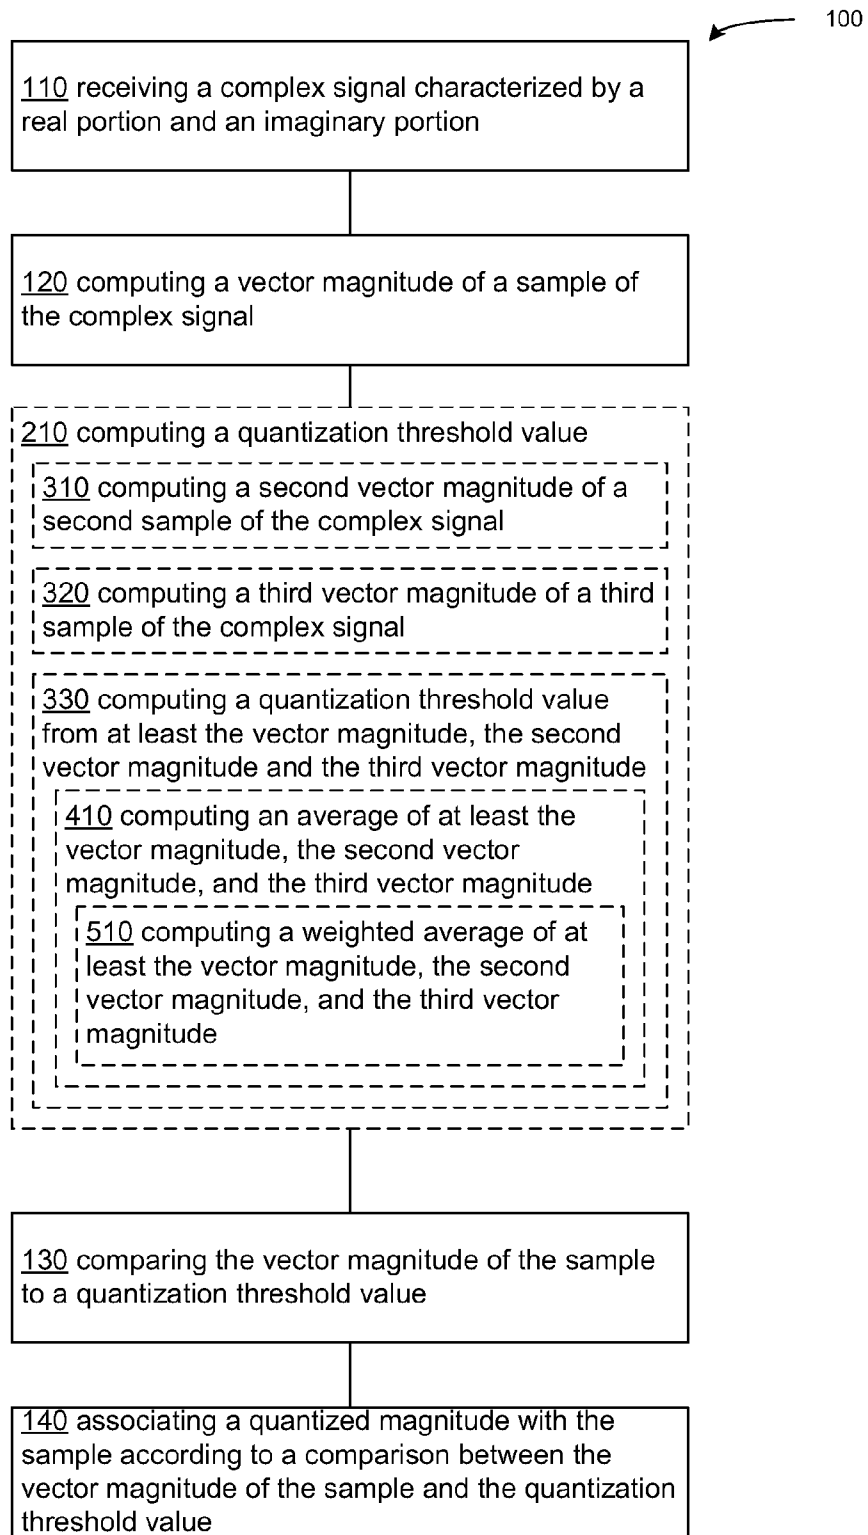 100
110 receiving a complex signal characterized by a
real portion and an imaginary portion
120 computing a vector magnitude of a sample of
the complex signal
210 computing a quantization threshold value
310 computing a second vector magnitude of a
second sample of the complex signal
320 computing a third vector magnitude of a third
sample of the complex signal
330 computing a quantization threshold value
from at least the vector magnitude, the second
vector magnitude and the third vector magnitude
410 computing an average of at least the
vector magnitude, the second vector
magnitude, and the third vector magnitude
510 computing a weighted average of at
least the vector magnitude, the second
vector magnitude, and the third vector
magnitude
130 comparing the vector magnitude of the sample
to a quantization threshold value
140 associating a quantized magnitude with the
sample according to a comparison between the
vector magnitude of the sample and the quantization
threshold value